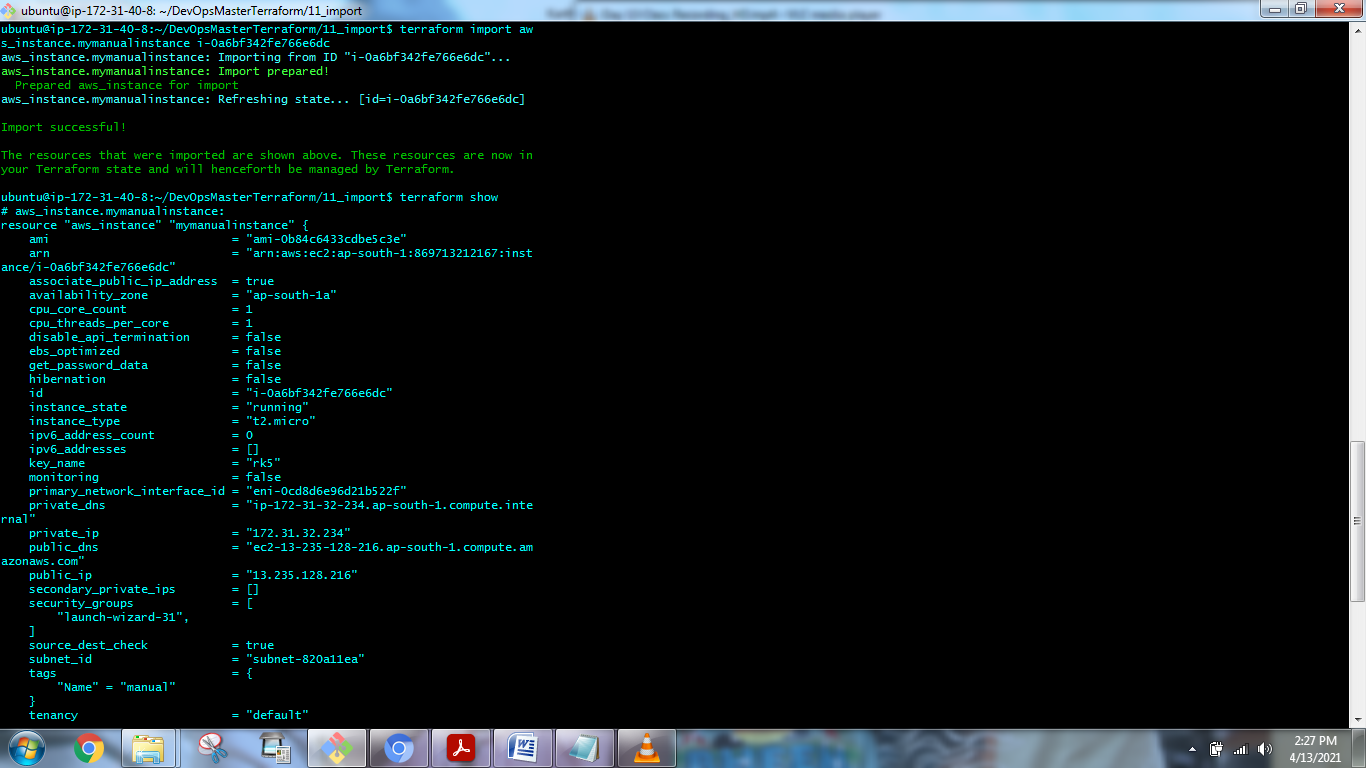 ubuntu@ip-172-31-40-8: ~/DevOpsMasterTerraform/11_import
ubuntu@ip-172-31-40-8:~/DevOpsMasterTerraform/11_import$ terraform import aw
s_instance.mymanualinstance i-0a6bf342fe766e6dc
aws_instance.mymanualinstance: Importing from ID "i-0a6bf342fe766e6dc"...
aws_instance.mymanualinstance: Import prepared!
  Prepared aws_instance for import
aws_instance.mymanualinstance: Refreshing state... [id=i-0a6bf342fe766e6dc]
Import successful!
The resources that were imported are shown above. These resources are now in
your Terraform state and will henceforth be managed by Terraform.
ubuntu@ip-172-31-40-8:~/DevOpsMasterTerraform/11_import$ terraform show
# aws_instance.mymanualinstance:
resource "aws_instance" "mymanualinstance" {
    ami                          = "ami-0b84c6433cdbe5c3e"
    arn                          = "arn:aws:ec2:ap-south-1:869713212167:inst
ance/i-0a6bf342fe766e6dc"
    associate_public_ip_address  = true
    availability_zone            = "ap-south-1a"
    cpu_core_count               = 1
    cpu_threads_per_core         = 1
    disable_api_termination      = false
    ebs_optimized                = false
    get_password_data            = false
    hibernation                  = false
    id                           = "i-0a6bf342fe766e6dc"
    instance_state               = "running"
    instance_type                = "t2.micro"
    ipv6_address_count           = 0
    ipv6_addresses               = []
    key_name                     = "rk5"
    monitoring                   = false
    primary_network_interface_id = "eni-0cd8d6e96d21b522f"
    private_dns                  = "ip-172-31-32-234.ap-south-1.compute.inte
rnal"
    private_ip                   = "172.31.32.234"
    public_dns                   = "ec2-13-235-128-216.ap-south-1.compute.am
azonaws.com"
    public_ip                    = "13.235.128.216"
    secondary_private_ips        = []
    security_groups              = [
        "launch-wizard-31",
    ]
    source_dest_check            = true
    subnet_id                    = "subnet-820a11ea"
    tags                         = {
        "Name" = "manual"
    }
    tenancy                      = "default"
2:27 PM
4/13/2021